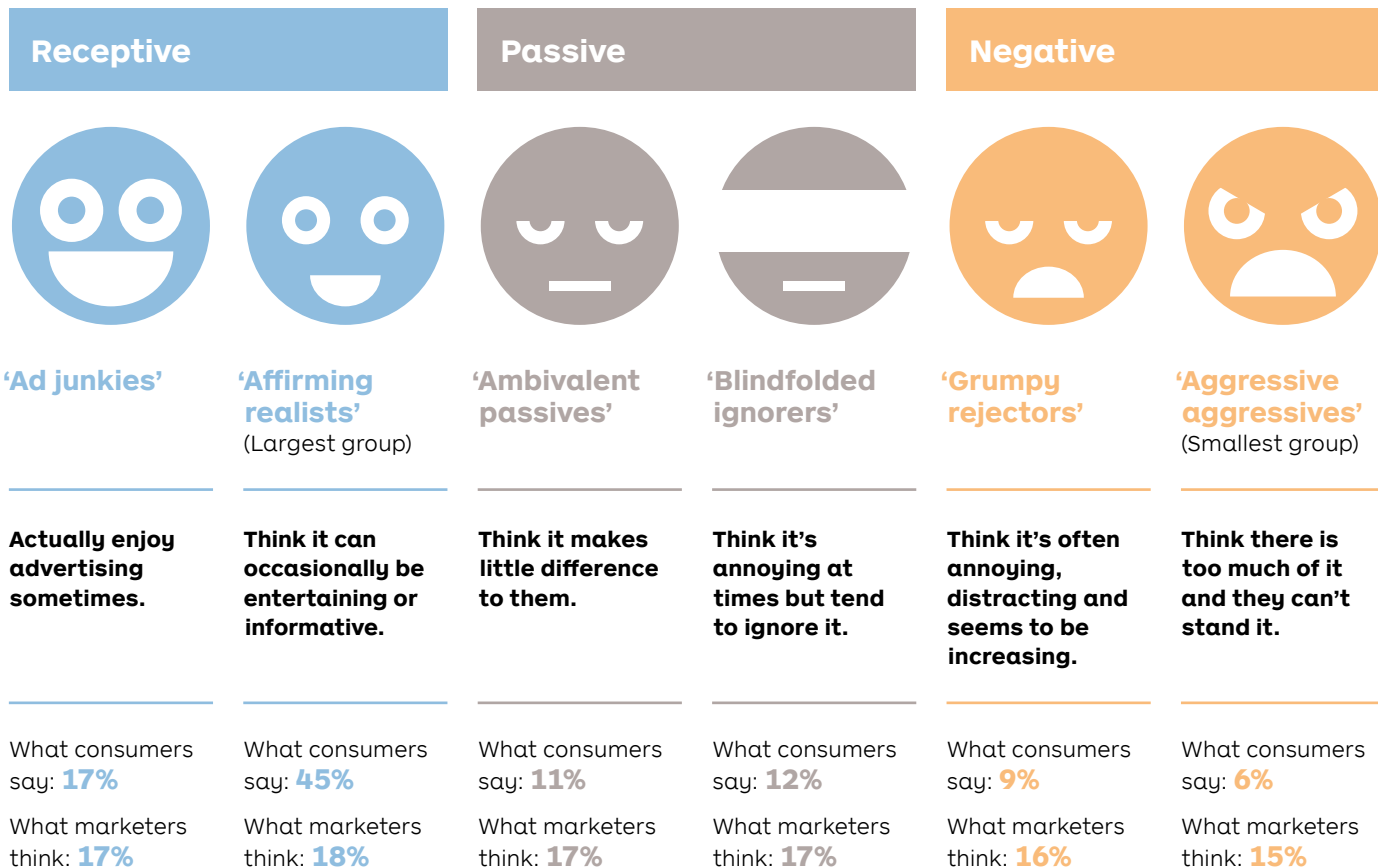 Receptive
Passive
Negative
‘Ad junkies’
‘Affirming
realists’
(Largest group)
‘Ambivalent
passives’
‘Blindfolded
ignorers’
‘Grumpy
rejectors’
‘Aggressive
aggressives’
(Smallest group)
Actually enjoy
advertising
sometimes.
Think it can
occasionally be
entertaining or
informative.
Think it makes
little difference
to them.
Think it’s
annoying at
times but tend
to ignore it.
Think it’s often
annoying,
distracting and
seems to be
increasing.
Think there is
too much of it
and they can’t
stand it.
What consumers
say: 17%
What marketers
think: 17%
What consumers
say: 45%
What marketers
think: 18%
What consumers
say: 11%
What marketers
think: 17%
What consumers
say: 12%
What marketers
think: 17%
What consumers
say: 9%
What marketers
think: 16%
What consumers
say: 6%
What marketers
think: 15%